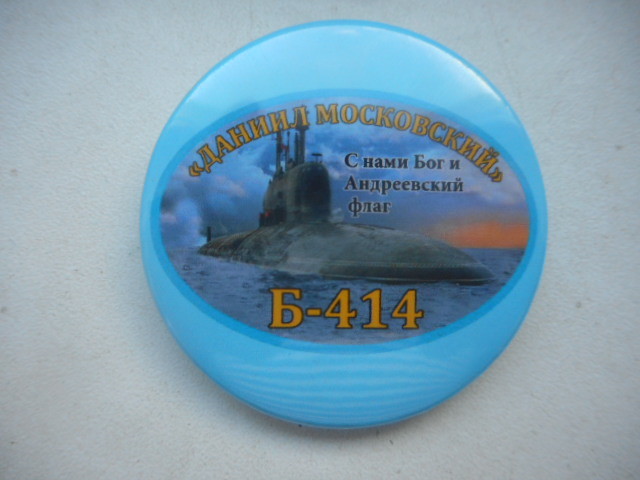 «ДАНИИЛ МОСКОВСКИЙ»
С нами Бог и
Андреевский
флаг
Б-414